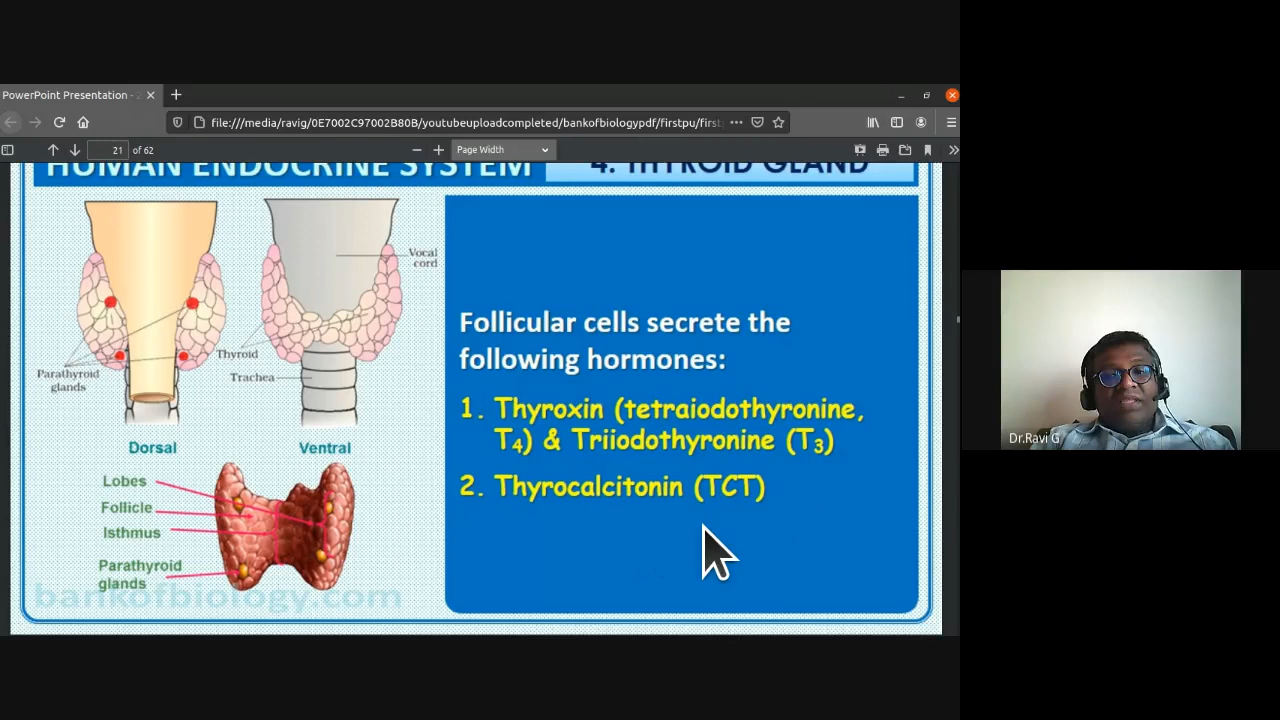 PowerPoint Presentation -
file:///media/ravig/0E7002C97002B80B/youtubeuploadcompleted/bankofbiologypdf/firstpu/first
21 of 62
Page Width
HUMAN ENDOCRINE SYSTEM
4. THYROID GLAND
Vocal
cord
Thyroid
Parathyroid
glands
Trachea
Dorsal
Ventral
Lobes
Follicle
Isthmus
Parathyroid
glands
bankofbiology.com
Follicular cells secrete the
following hormones:
1. Thyroxin (tetraiodothyronine,
T₄) & Triiodothyronine (T₃)
2. Thyrocalcitonin (TCT)
Dr.Ravi G